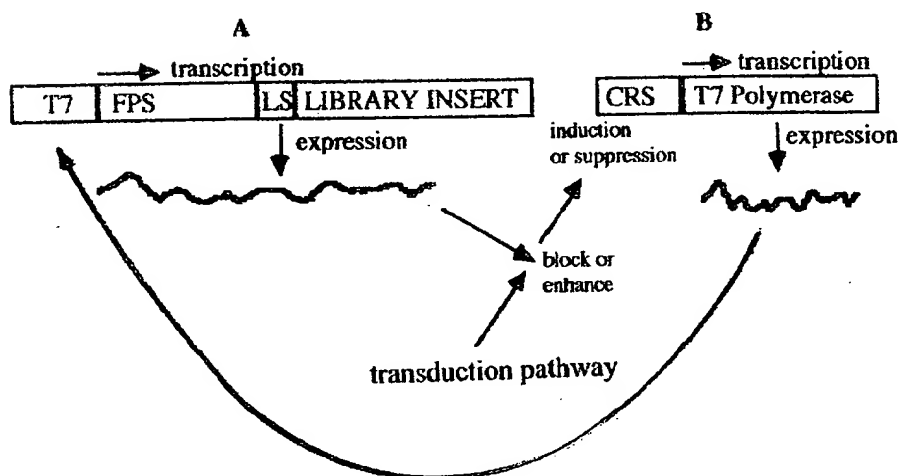 A
B
transcription
transcription
T7 FPS LS LIBRARY INSERT
CRS T7 Polymerase
expression
induction
or suppression
expression
block or
enhance
transduction pathway